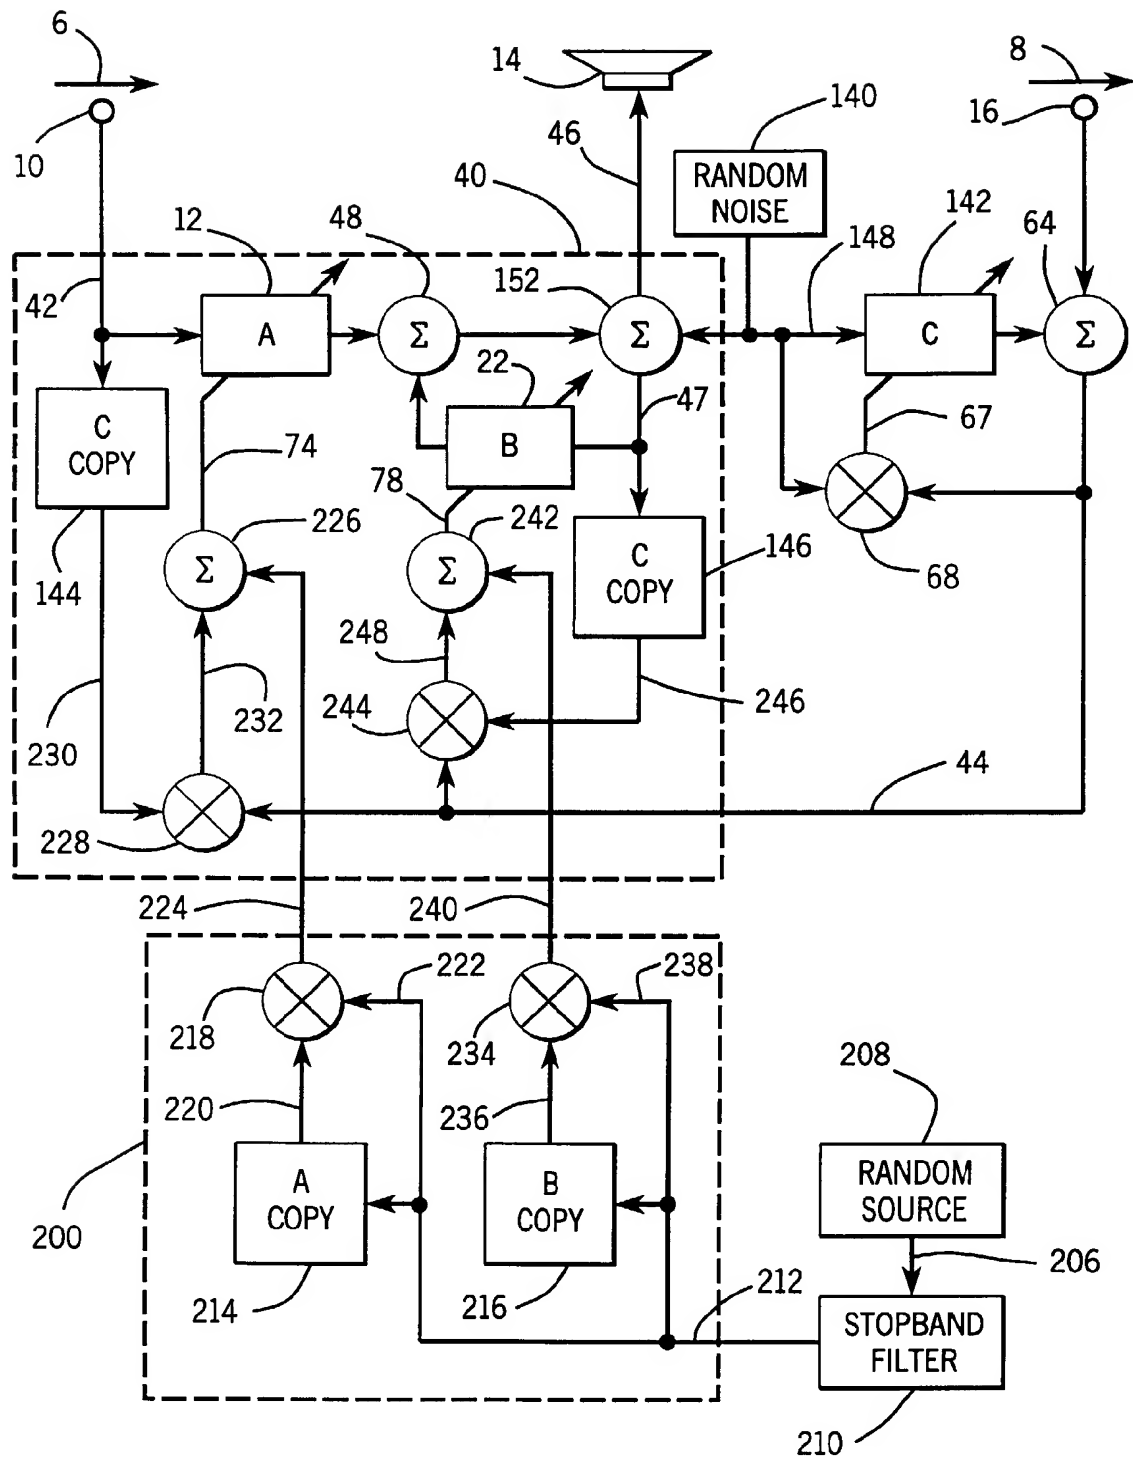 6
14
140
8
16
10
46
RANDOM
NOISE
40
12
48
142
64
148
152
42
A
Σ
Σ
C
Σ
22
47
C
COPY
B
67
74
78
226
242
Σ
Σ
C
COPY
146
68
144
248
232
244
246
230
44
228
224
240
222
238
218
234
208
220
236
A
COPY
B
COPY
RANDOM
SOURCE
200
206
212
214
216
STOPBAND
FILTER
210